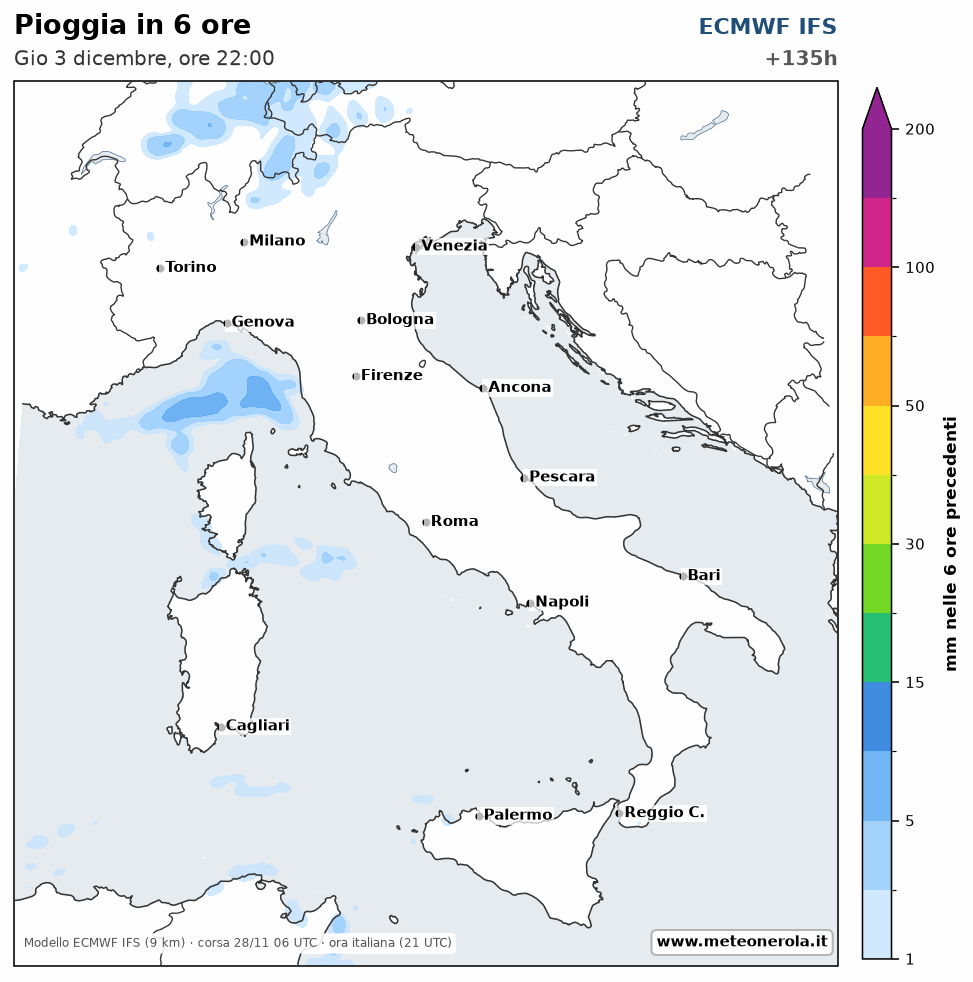 Pioggia in 6 ore
ECMWF IFS
Gio 3 dicembre, ore 22:00
+135h
Milano
Venezia
Torino
Genova
Bologna
Firenze
Ancona
Pescara
Roma
Bari
Napoli
Cagliari
Palermo
Reggio C.
Modello ECMWF IFS (9 km) · corsa 28/11 06 UTC · ora italiana (21 UTC)
www.meteonerola.it
200
100
50
30
15
5
1
mm nelle 6 ore precedenti